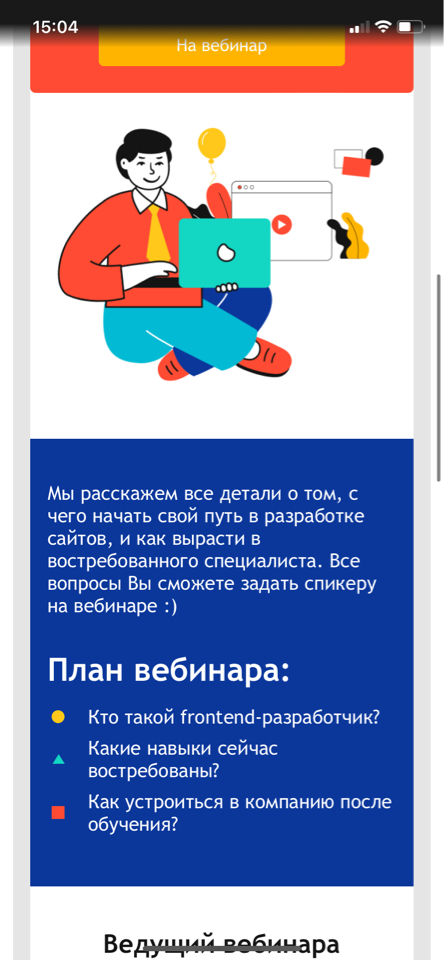 15:04
На вебинар
Мы расскажем все детали о том, с
чего начать свой путь в разработке
сайтов, и как вырасти в
востребованного специалиста. Все
вопросы Вы сможете задать спикеру
на вебинаре :)
План вебинара:
Кто такой frontend-разработчик?
Какие навыки сейчас
востребованы?
Как устроиться в компанию после
обучения?
Ведущий вебинара